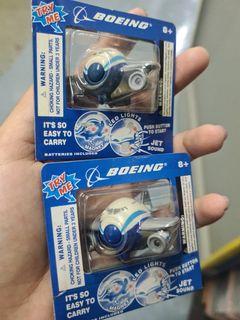 TRY
ME
BOEING
8+
WARNING:
CHOKING HAZARD - SMALL PARTS.
NOT FOR CHILDREN UNDER 3 YEARS
IT'S SO
EASY TO
CARRY
LED LIGHTS
MAGNET
PUSH BUTTON
TO START
JET
SOUND
BATTERIES INCLUDED
TRY
ME
BOEING
8+
WARNING:
CHOKING HAZARD - SMALL PARTS.
NOT FOR CHILDREN UNDER 3 YEARS
IT'S SO
EASY TO
CARRY
LED LIGHTS
MAGNET
PUSH BUTTON
TO START
JET
SOUND